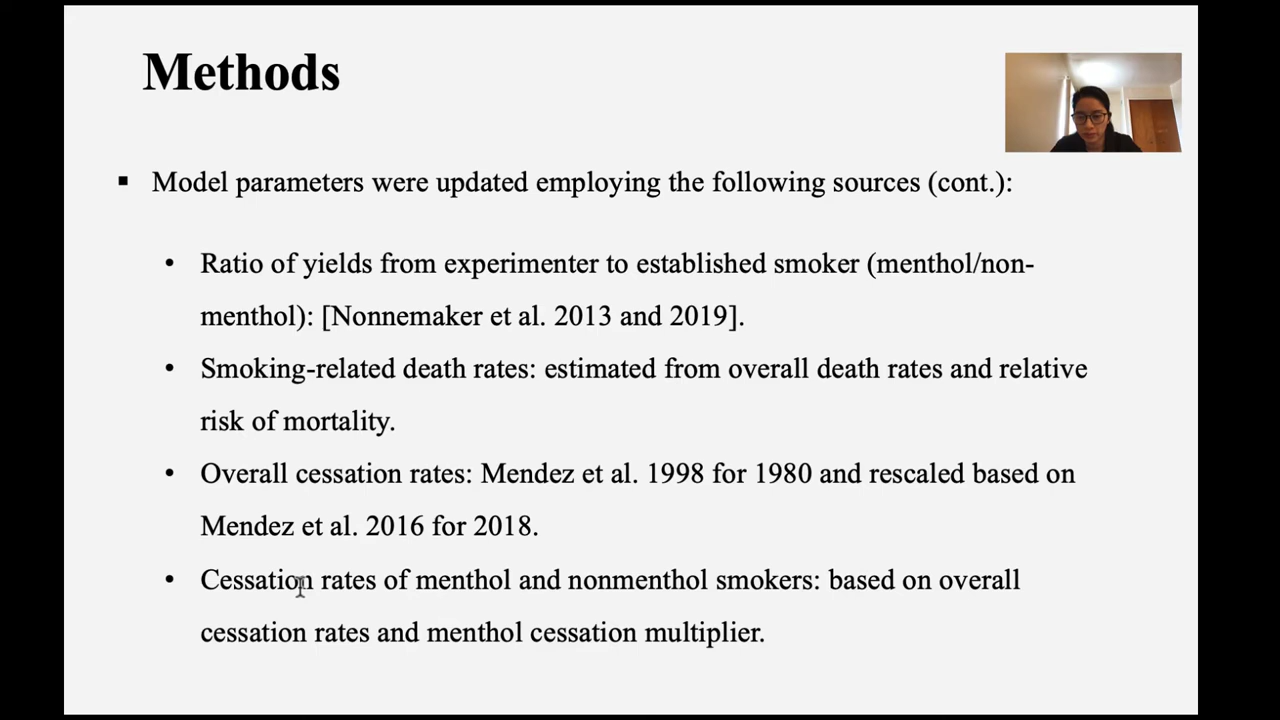 Methods
▪ Model parameters were updated employing the following sources (cont.):
• Ratio of yields from experimenter to established smoker (menthol/non-
menthol): [Nonnemaker et al. 2013 and 2019].
• Smoking-related death rates: estimated from overall death rates and relative
risk of mortality.
• Overall cessation rates: Mendez et al. 1998 for 1980 and rescaled based on
Mendez et al. 2016 for 2018.
• Cessation rates of menthol and nonmenthol smokers: based on overall
cessation rates and menthol cessation multiplier.